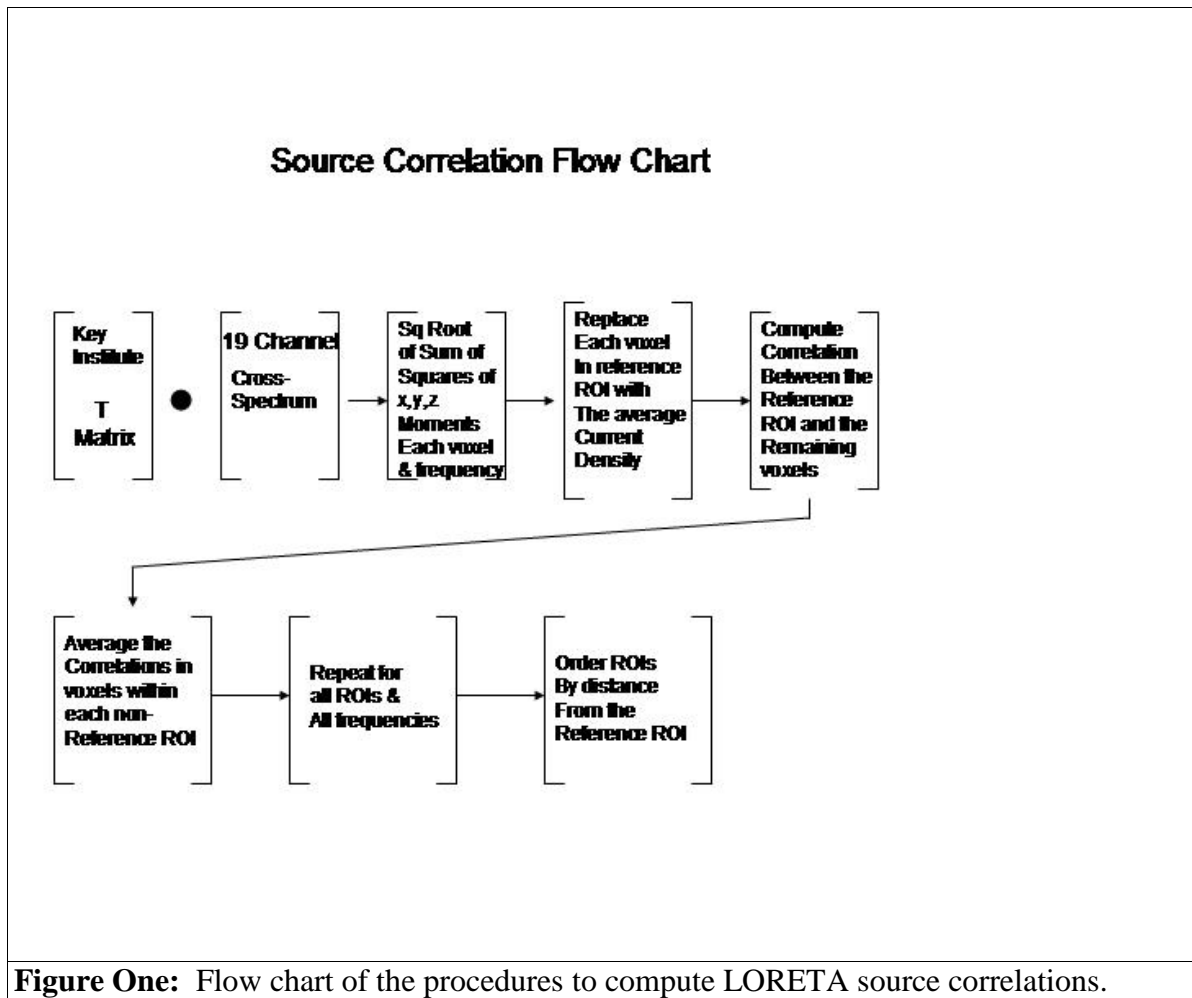 Source Correlation Flow Chart
Key
Institute
T
Matrix
19 Channel
Cross-
Spectrum
Sq Root
of Sum of
Squares of
x,y,z
Moments
Each voxel
& frequency
Replace
Each voxel
In reference
ROI with
The average
Current
Density
Compute
Correlation
Between the
Reference
ROI and the
Remaining
voxels
Average the
Correlations in
voxels within
each non-
Reference ROI
Repeat for
all ROIs &
All frequencies
Order ROIs
By distance
From the
Reference ROI
Figure One: Flow chart of the procedures to compute LORETA source correlations.